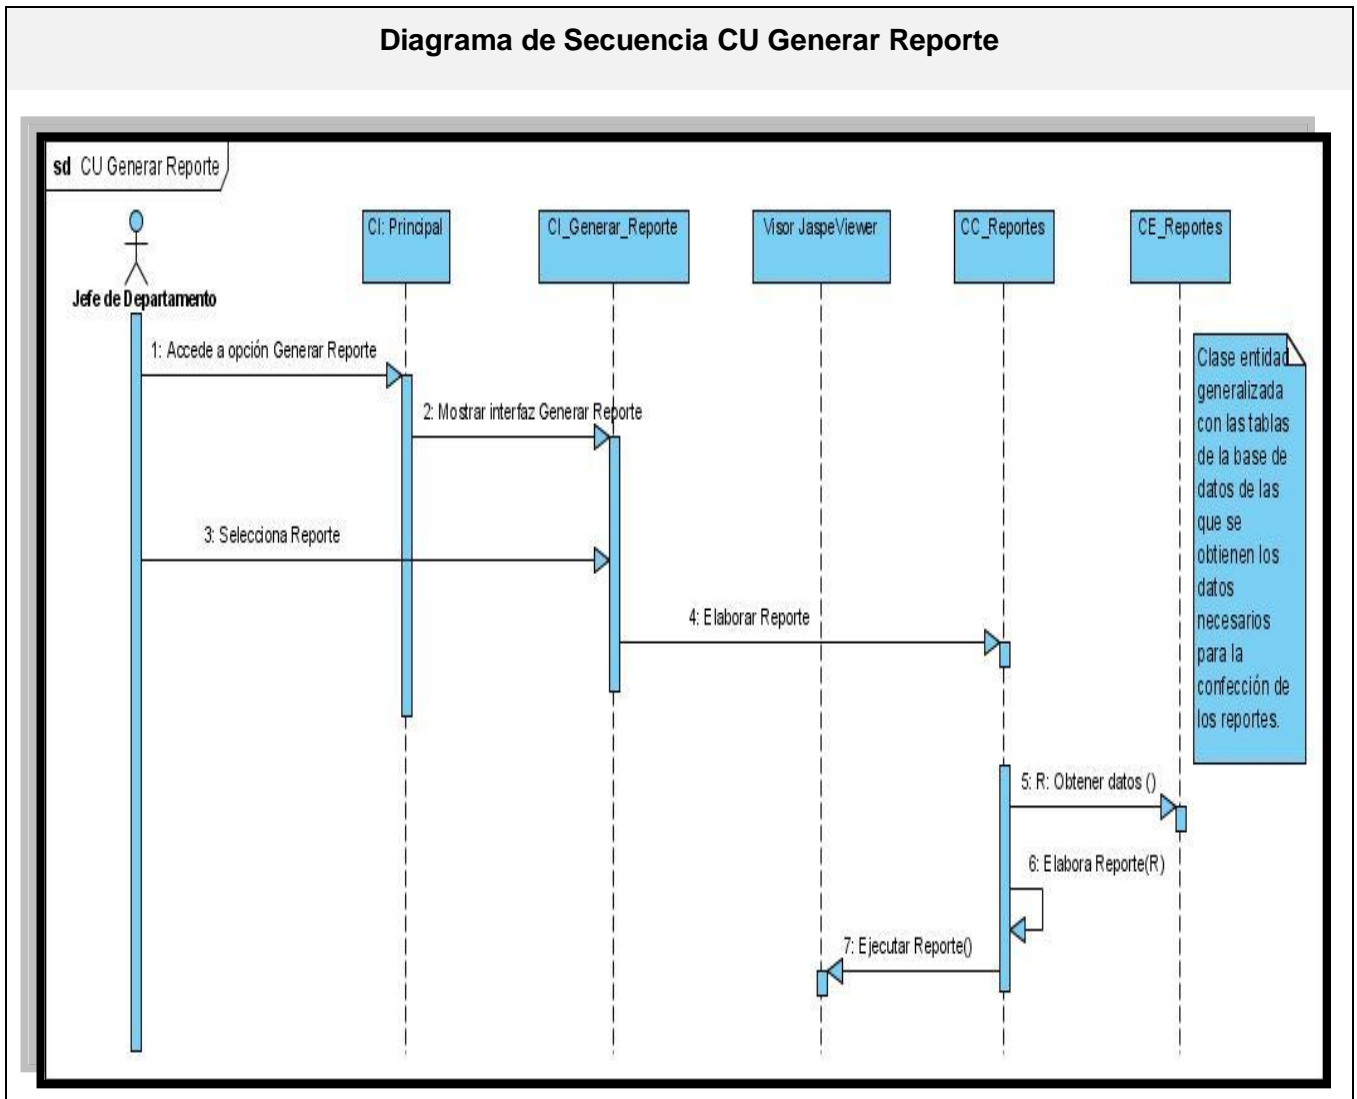 Diagrama de Secuencia CU Generar Reporte
sd CU Generar Reporte
Jefe de Departamento
CI: Principal
CI_Generar_Reporte
Visor JaspeViewer
CC_Reportes
CE_Reportes
1: Accede a opción Generar Reporte
2: Mostrar interfaz Generar Reporte
3: Selecciona Reporte
4: Elaborar Reporte
5: R: Obtener datos ()
6: Elabora Reporte(R)
7: Ejecutar Reporte()
Clase entidad
generalizada
con las tablas
de la base de
datos de las
que se
obtienen los
datos
necesarios
para la
confección de
los reportes.